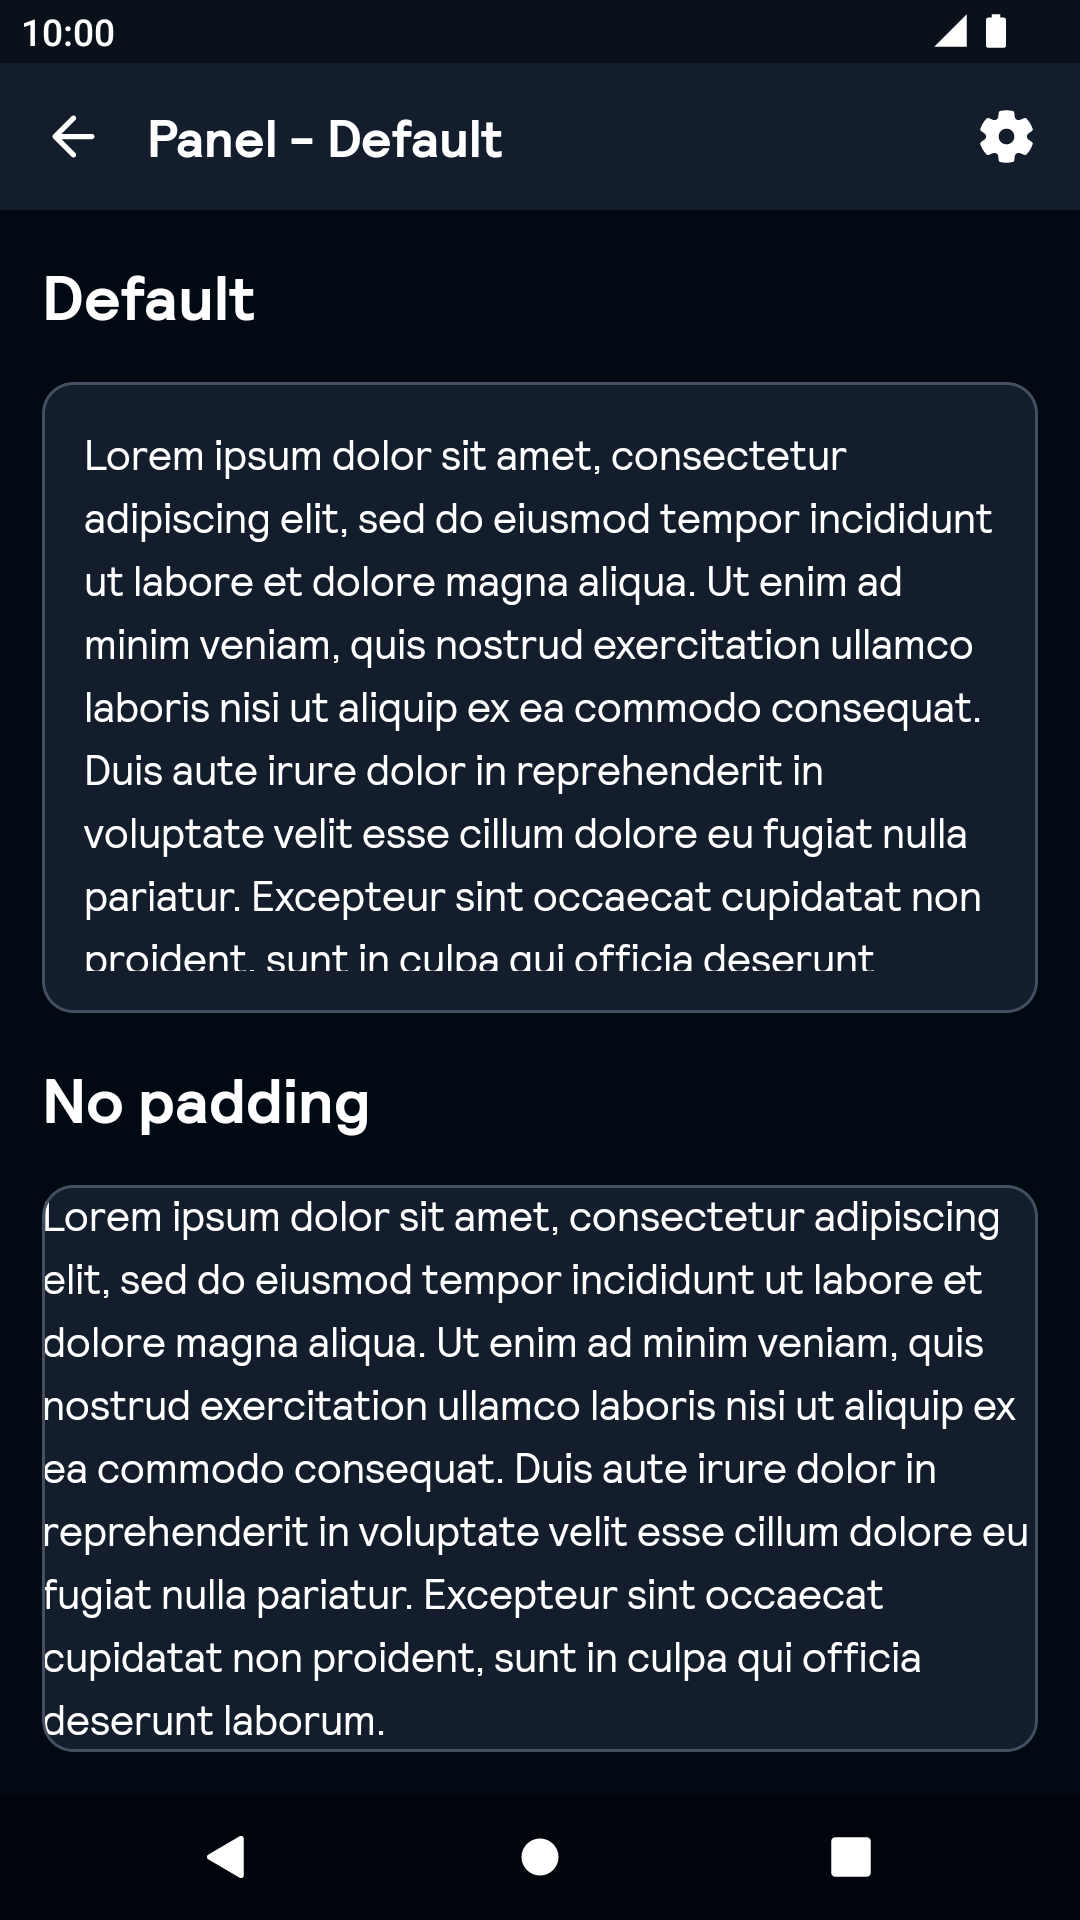 10:00
Panel - Default
Default
Lorem ipsum dolor sit amet, consectetur
adipiscing elit, sed do eiusmod tempor incididunt
ut labore et dolore magna aliqua. Ut enim ad
minim veniam, quis nostrud exercitation ullamco
laboris nisi ut aliquip ex ea commodo consequat.
Duis aute irure dolor in reprehenderit in
voluptate velit esse cillum dolore eu fugiat nulla
pariatur. Excepteur sint occaecat cupidatat non
proident, sunt in culpa qui officia deserunt
No padding
Lorem ipsum dolor sit amet, consectetur adipiscing
elit, sed do eiusmod tempor incididunt ut labore et
dolore magna aliqua. Ut enim ad minim veniam, quis
nostrud exercitation ullamco laboris nisi ut aliquip ex
ea commodo consequat. Duis aute irure dolor in
reprehenderit in voluptate velit esse cillum dolore eu
fugiat nulla pariatur. Excepteur sint occaecat
cupidatat non proident, sunt in culpa qui officia
deserunt laborum.